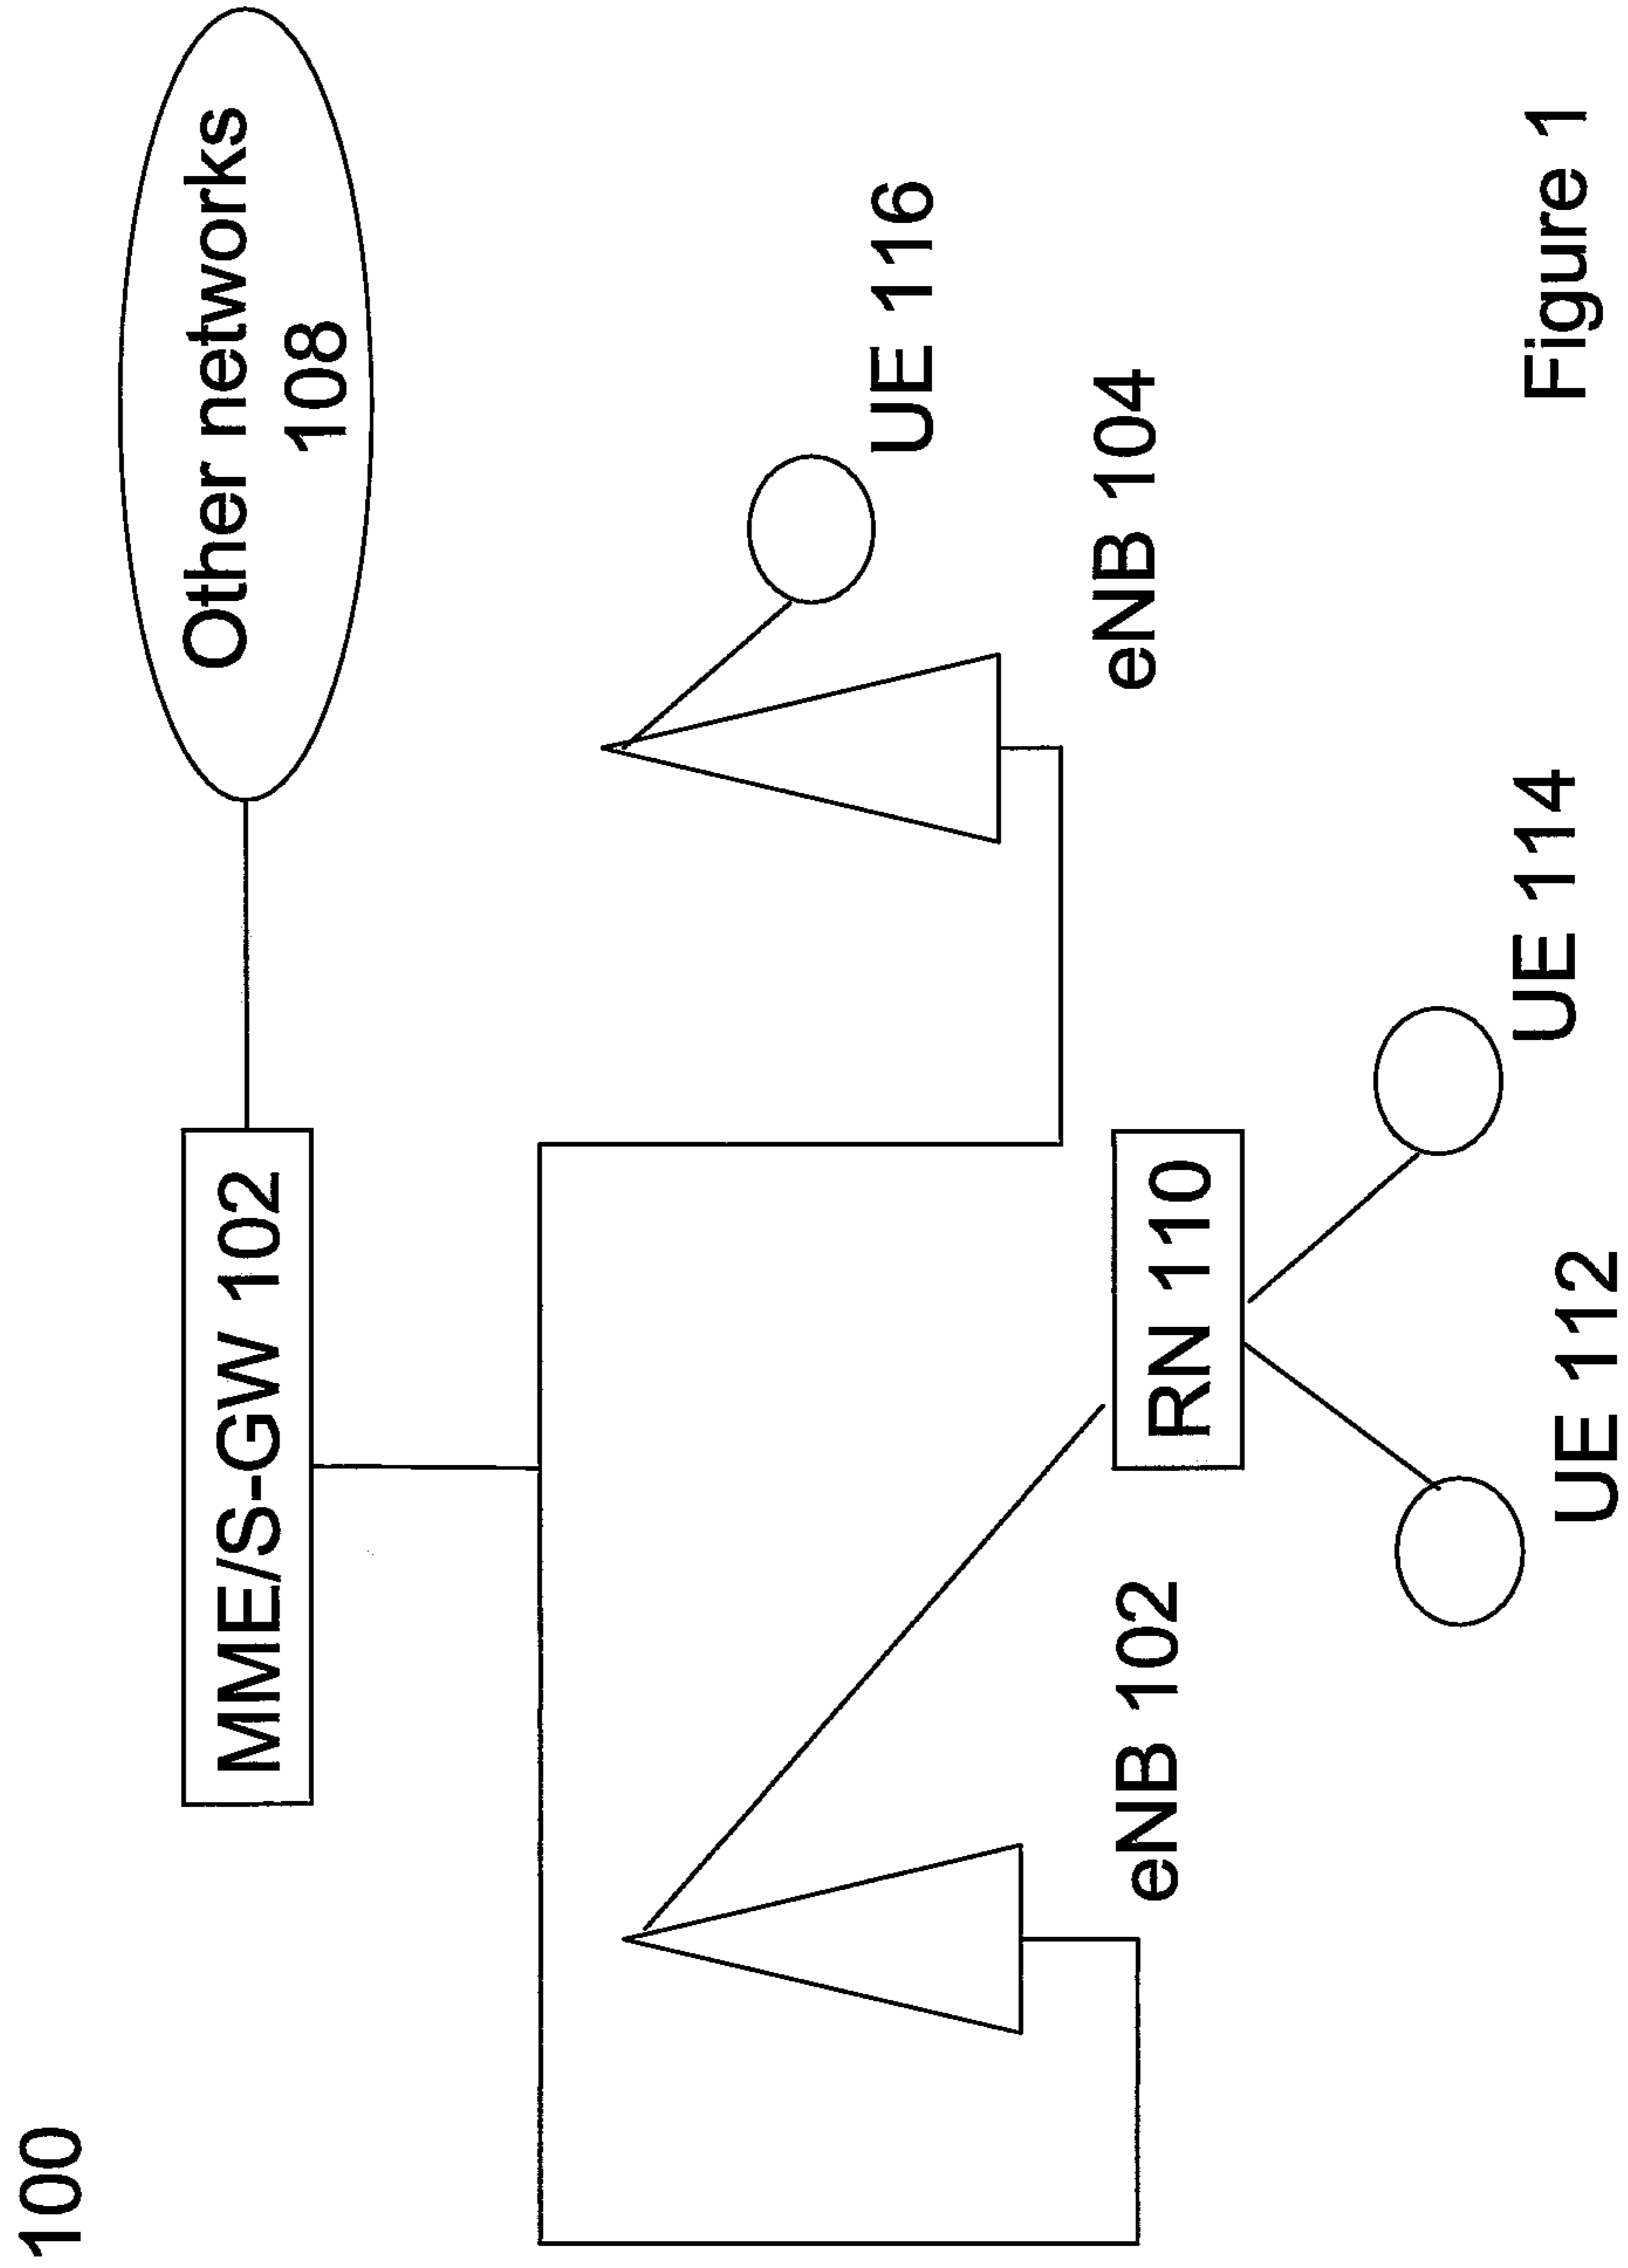 100
MME/S-GW 102
Other networks
108
UE 116
eNB 104
eNB 102
RN 110
UE 114
UE 112
Figure 1